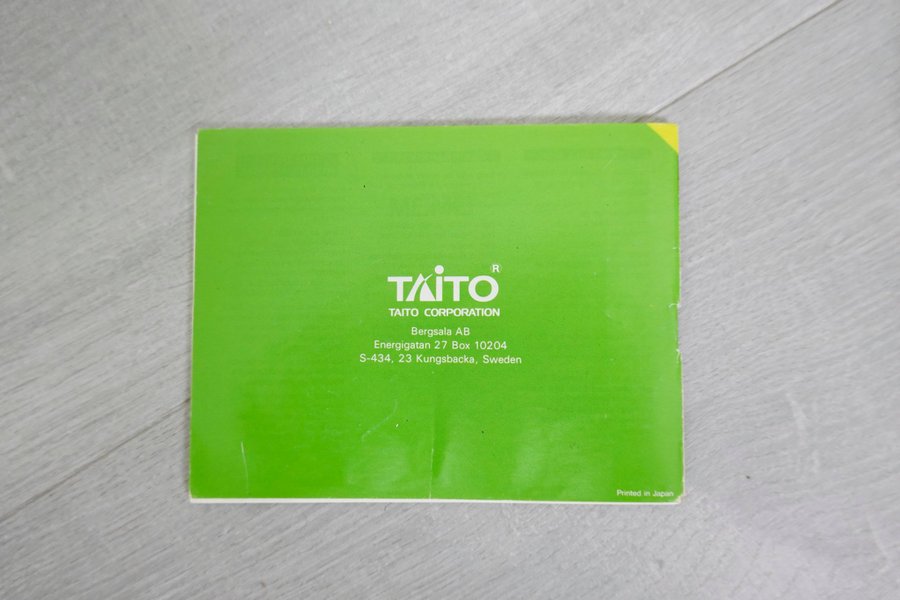 TAITO®
TAITO CORPORATION
Bergsala AB
Energigatan 27 Box 10204
S-434, 23 Kungsbacka, Sweden
Printed in Japan